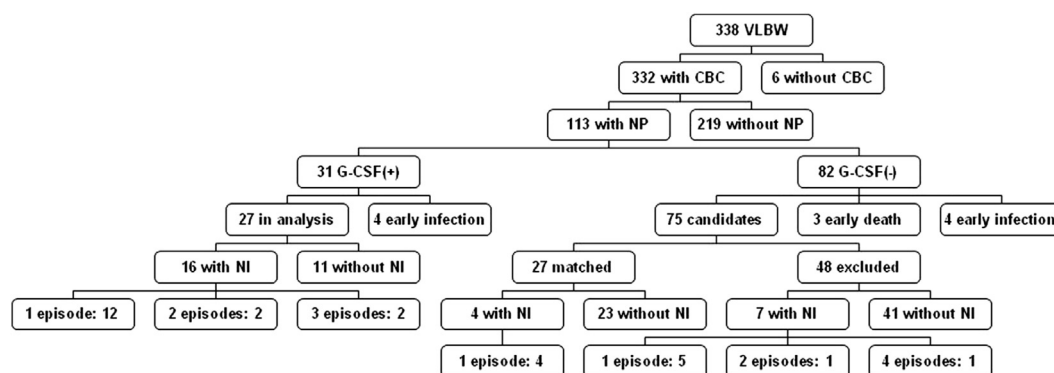 338 VLBW
332 with CBC
6 without CBC
113 with NP
219 without NP
31 G-CSF(+)
82 G-CSF(-)
27 in analysis
4 early infection
75 candidates
3 early death
4 early infection
16 with NI
11 without NI
27 matched
48 excluded
1 episode: 12
2 episodes: 2
3 episodes: 2
4 with NI
23 without NI
7 with NI
41 without NI
1 episode: 4
1 episode: 5
2 episodes: 1
4 episodes: 1